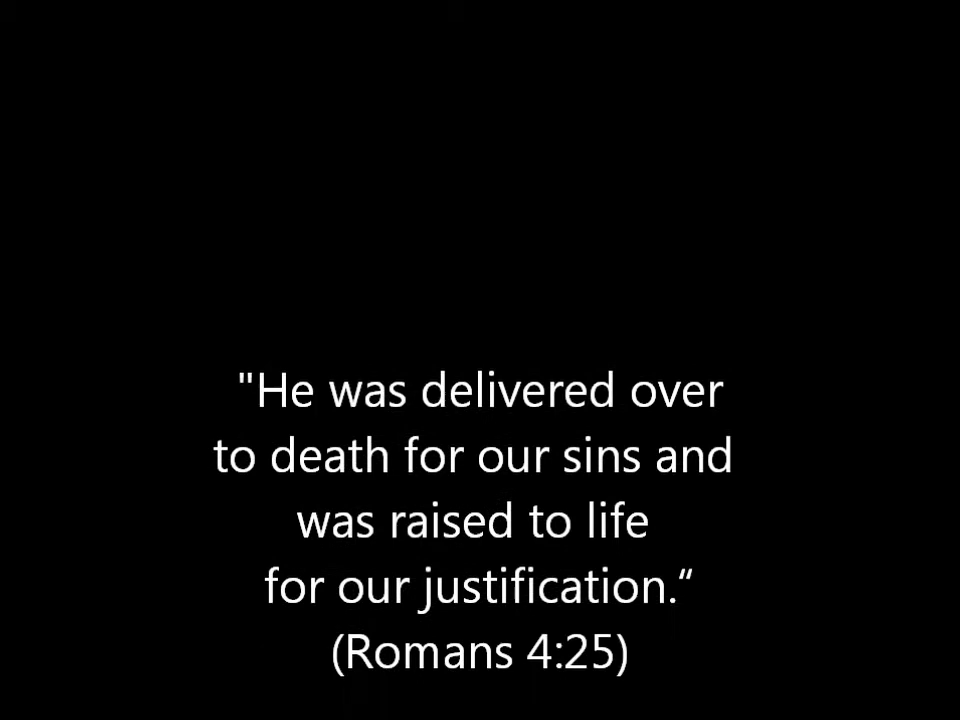 "He was delivered over
to death for our sins and
was raised to life
for our justification.“
(Romans 4:25)